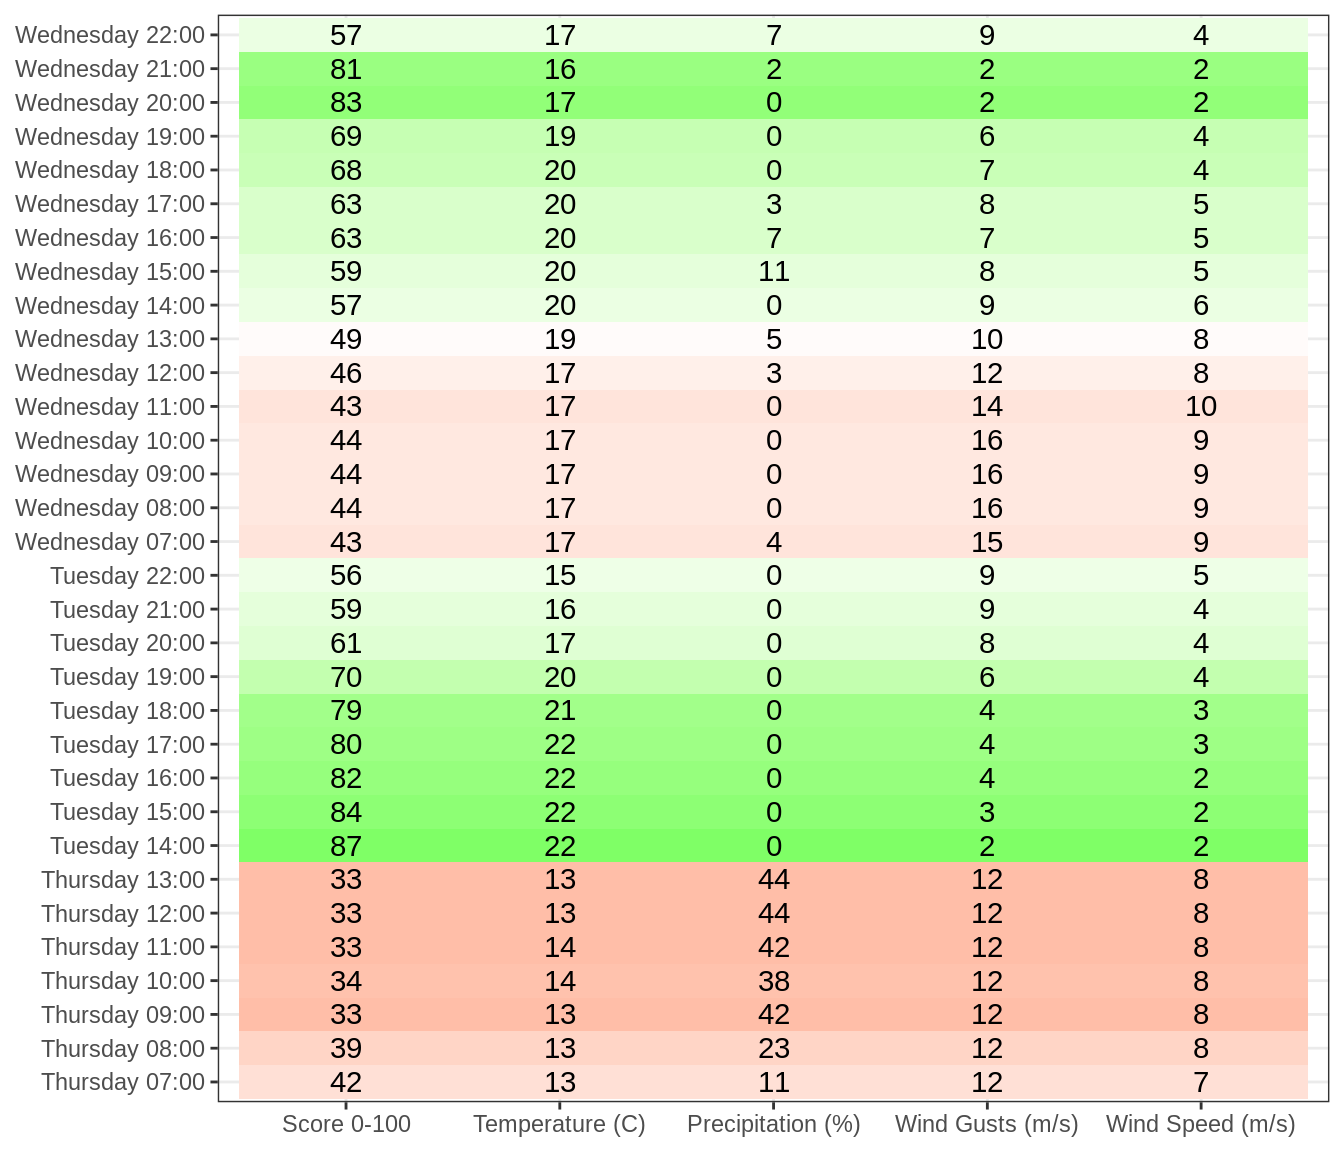 Wednesday 22:00 57 17 7 9 4
Wednesday 21:00 81 16 2 2 2
Wednesday 20:00 83 17 0 2 2
Wednesday 19:00 69 19 0 6 4
Wednesday 18:00 68 20 0 7 4
Wednesday 17:00 63 20 3 8 5
Wednesday 16:00 63 20 7 7 5
Wednesday 15:00 59 20 11 8 5
Wednesday 14:00 57 20 0 9 6
Wednesday 13:00 49 19 5 10 8
Wednesday 12:00 46 17 3 12 8
Wednesday 11:00 43 17 0 14 10
Wednesday 10:00 44 17 0 16 9
Wednesday 09:00 44 17 0 16 9
Wednesday 08:00 44 17 0 16 9
Wednesday 07:00 43 17 4 15 9
Tuesday 22:00 56 15 0 9 5
Tuesday 21:00 59 16 0 9 4
Tuesday 20:00 61 17 0 8 4
Tuesday 19:00 70 20 0 6 4
Tuesday 18:00 79 21 0 4 3
Tuesday 17:00 80 22 0 4 3
Tuesday 16:00 82 22 0 4 2
Tuesday 15:00 84 22 0 3 2
Tuesday 14:00 87 22 0 2 2
Thursday 13:00 33 13 44 12 8
Thursday 12:00 33 13 44 12 8
Thursday 11:00 33 14 42 12 8
Thursday 10:00 34 14 38 12 8
Thursday 09:00 33 13 42 12 8
Thursday 08:00 39 13 23 12 8
Thursday 07:00 42 13 11 12 7
Score 0-100 Temperature (C) Precipitation (%) Wind Gusts (m/s) Wind Speed (m/s)